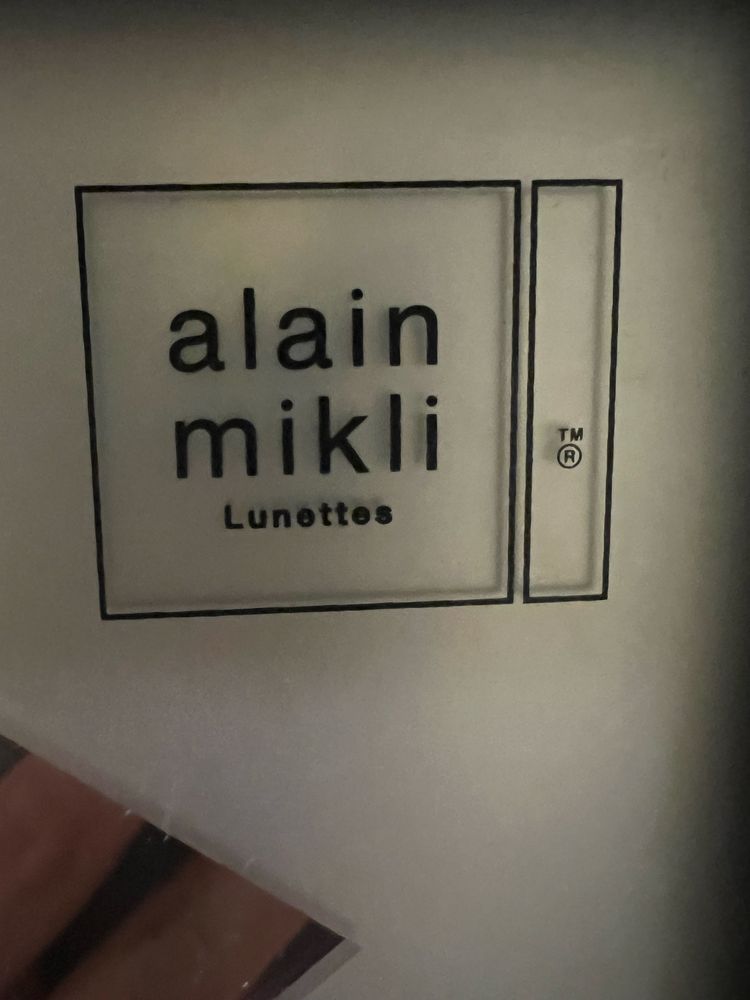 alain
mikli
Lunettes
TM
®